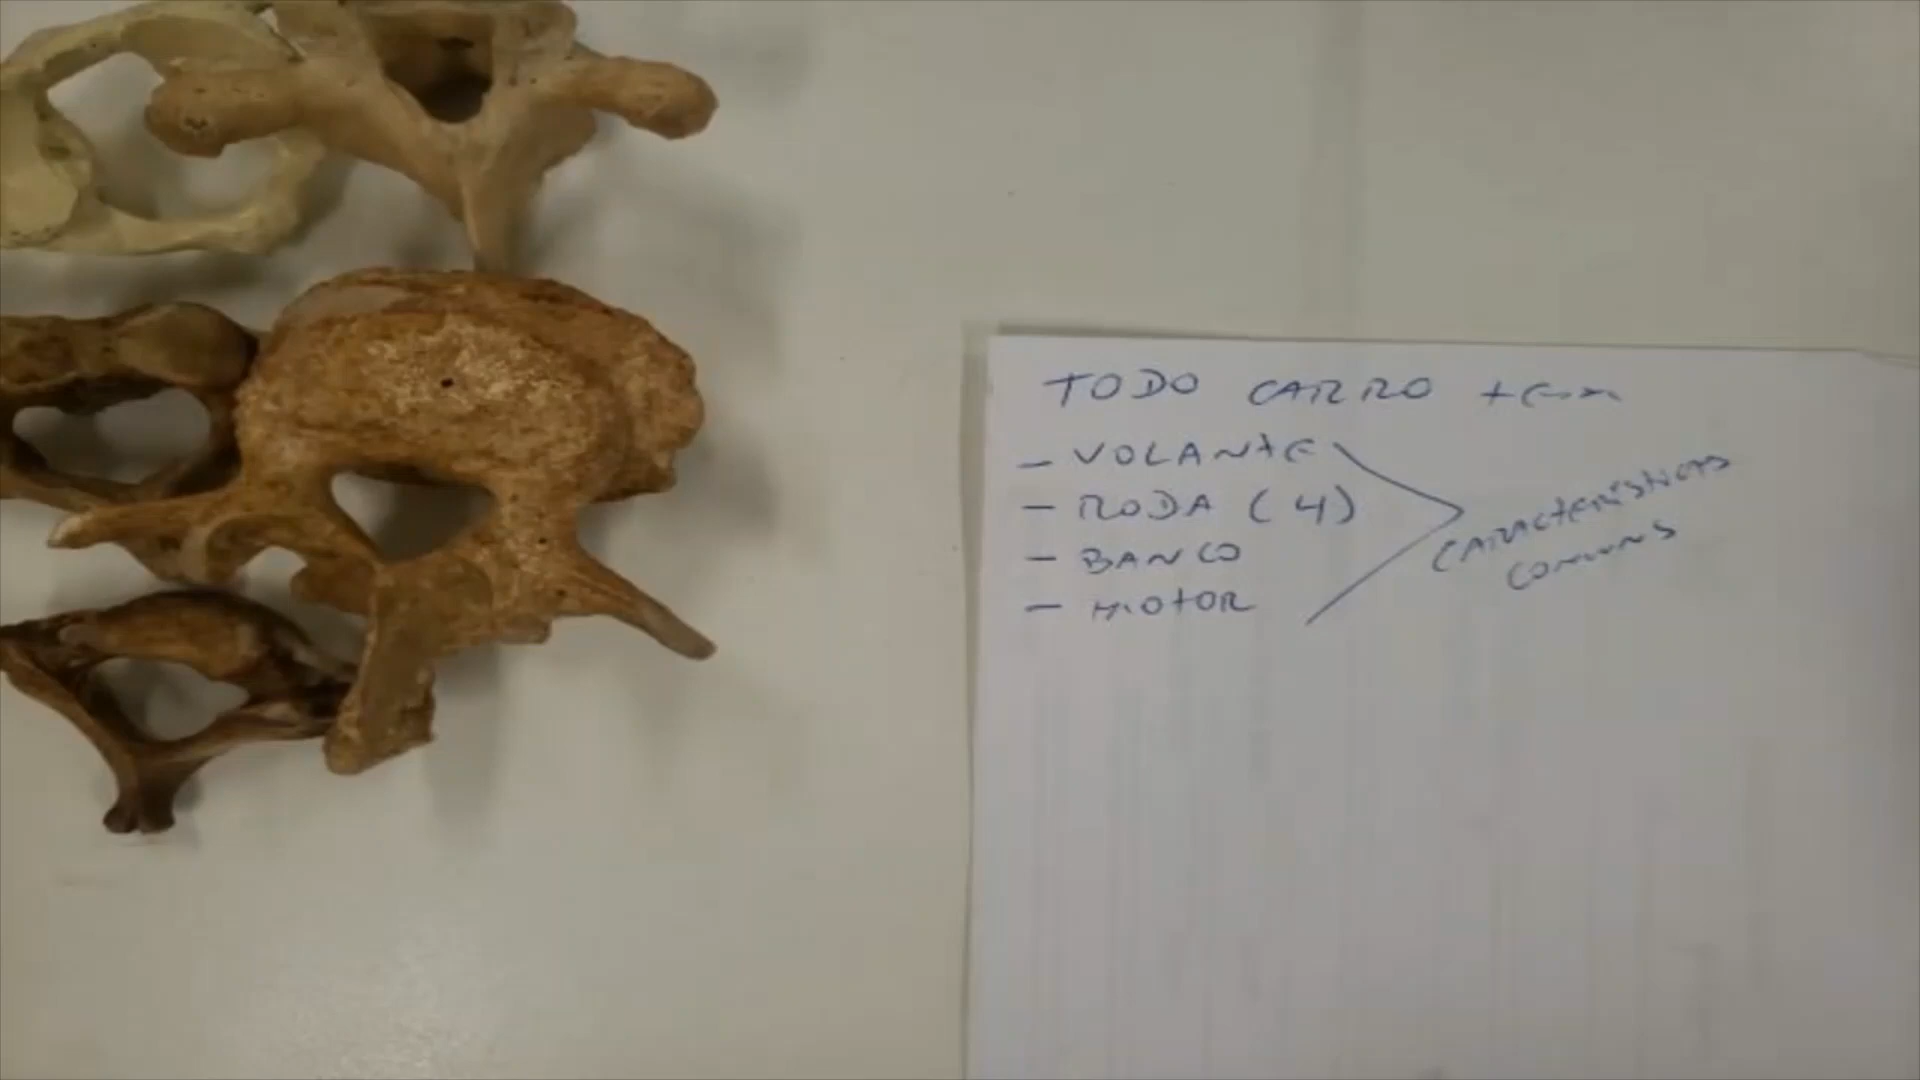 TODO CARRO tem
- VOLANTE
- RODA (4)
- BANCO
- MOTOR
CARACTERÍSTICAS
COMUNS